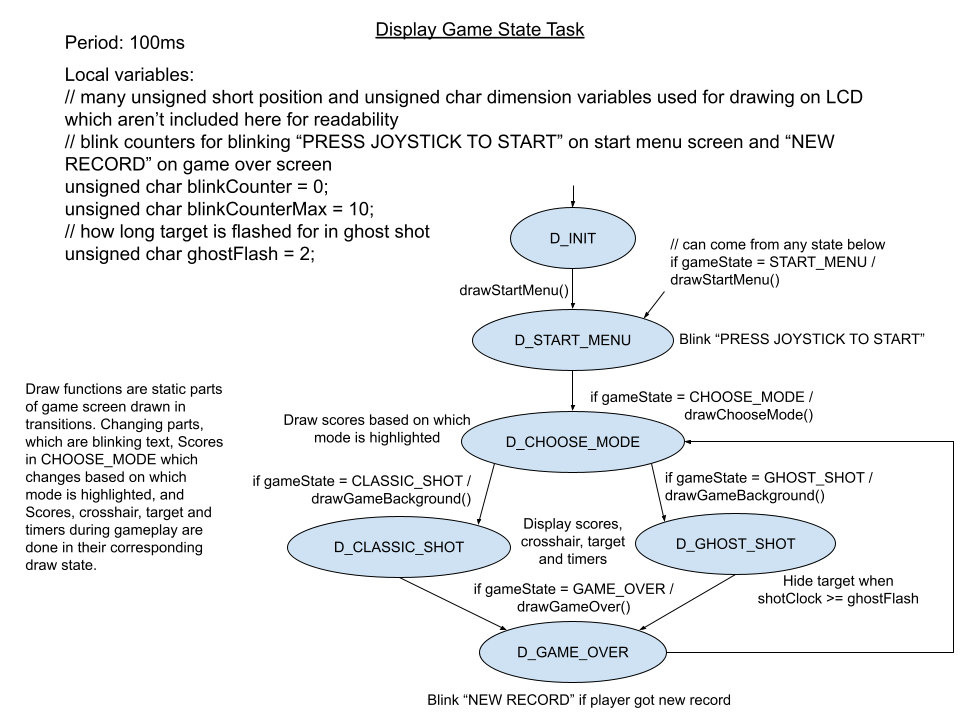 Display Game State Task
Period: 100ms
Local variables:
// many unsigned short position and unsigned char dimension variables used for drawing on LCD
which aren’t included here for readability
// blink counters for blinking “PRESS JOYSTICK TO START” on start menu screen and “NEW
RECORD” on game over screen
unsigned char blinkCounter = 0;
unsigned char blinkCounterMax = 10;
// how long target is flashed for in ghost shot
unsigned char ghostFlash = 2;
D_INIT
// can come from any state below
if gameState = START_MENU /
drawStartMenu()
drawStartMenu()
D_START_MENU
Blink “PRESS JOYSTICK TO START”
Draw functions are static parts
of game screen drawn in
transitions. Changing parts,
which are blinking text, Scores
in CHOOSE_MODE which
changes based on which
mode is highlighted, and
Scores, crosshair, target and
timers during gameplay are
done in their corresponding
draw state.
if gameState = CHOOSE_MODE /
drawChooseMode()
Draw scores based on which
mode is highlighted
D_CHOOSE_MODE
if gameState = CLASSIC_SHOT /
drawGameBackground()
if gameState = GHOST_SHOT /
drawGameBackground()
D_CLASSIC_SHOT
Display scores,
crosshair, target
and timers
D_GHOST_SHOT
Hide target when
shotClock >= ghostFlash
if gameState = GAME_OVER /
drawGameOver()
D_GAME_OVER
Blink “NEW RECORD” if player got new record